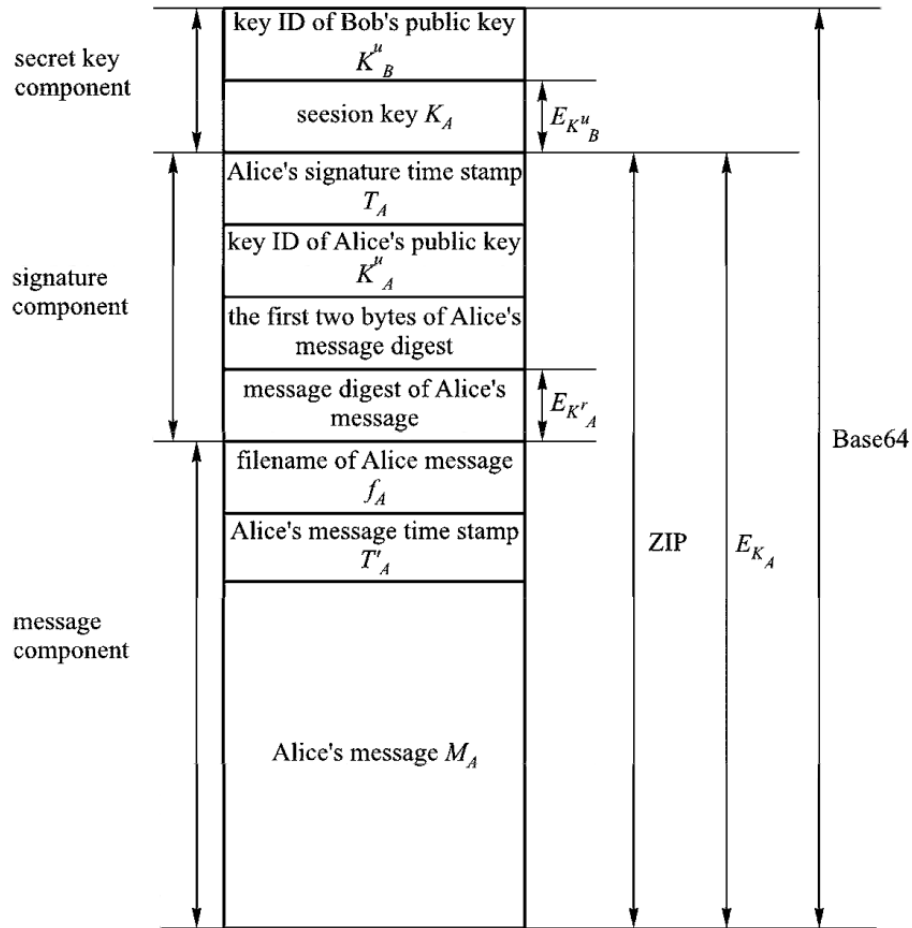 key ID of Bob's public key
K^u_B
secret key
component
seesion key K_A
E_{K^u_B}
Alice's signature time stamp
T_A
key ID of Alice's public key
K^u_A
signature
component
the first two bytes of Alice's
message digest
message digest of Alice's
message
E_{K^r_A}
Base64
filename of Alice message
f_A
Alice's message time stamp
T'_A
ZIP
E_{K_A}
message
component
Alice's message M_A